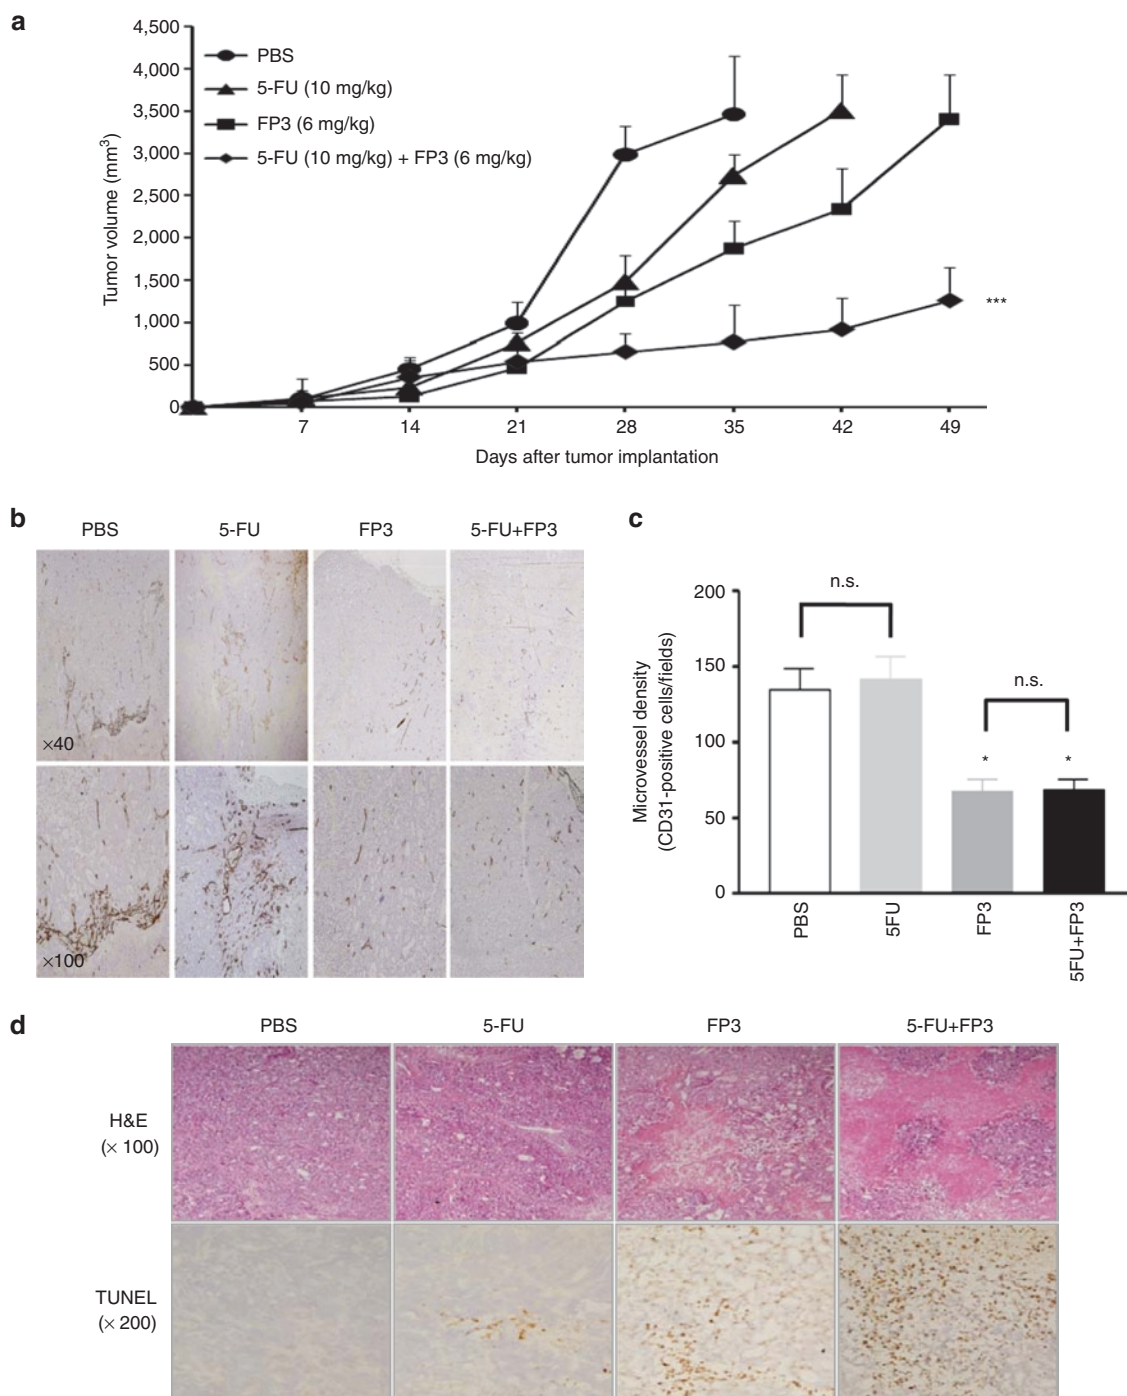 a
4,500
4,000
3,500
3,000
2,500
2,000
1,500
1,000
500
0
Tumor volume (mm³)
PBS
5-FU (10 mg/kg)
FP3 (6 mg/kg)
5-FU (10 mg/kg) + FP3 (6 mg/kg)
***
7 14 21 28 35 42 49
Days after tumor implantation
b
PBS 5-FU FP3 5-FU+FP3
×40
×100
c
Microvessel density
(CD31-positive cells/fields)
200
150
100
50
0
n.s.
n.s.
* *
PBS
5FU
FP3
5FU+FP3
d
PBS 5-FU FP3 5-FU+FP3
H&E
(× 100)
TUNEL
(× 200)